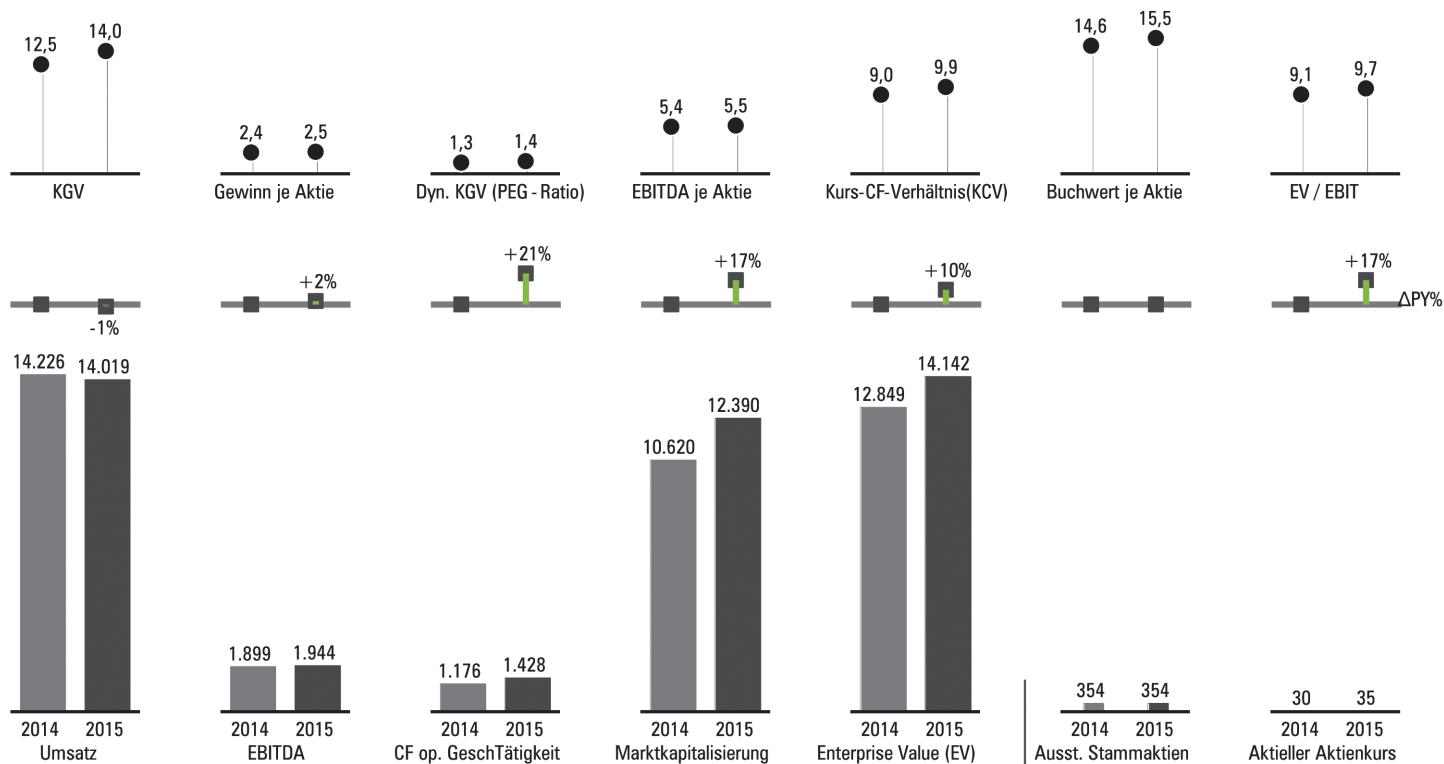 12,5 14,0
KGV
2,4 2,5
Gewinn je Aktie
1,3 1,4
Dyn. KGV (PEG - Ratio)
5,4 5,5
EBITDA je Aktie
9,0 9,9
Kurs-CF-Verhältnis(KCV)
14,6 15,5
Buchwert je Aktie
9,1 9,7
EV / EBIT
-1%
+2%
+21%
+17%
+10%
+17%
ΔPY%
14.226 14.019
2014 2015
Umsatz
1.899 1.944
2014 2015
EBITDA
1.176 1.428
2014 2015
CF op. GeschTätigkeit
10.620 12.390
2014 2015
Marktkapitalisierung
12.849 14.142
2014 2015
Enterprise Value (EV)
354 354
2014 2015
Ausst. Stammaktien
30 35
2014 2015
Aktieller Aktienkurs